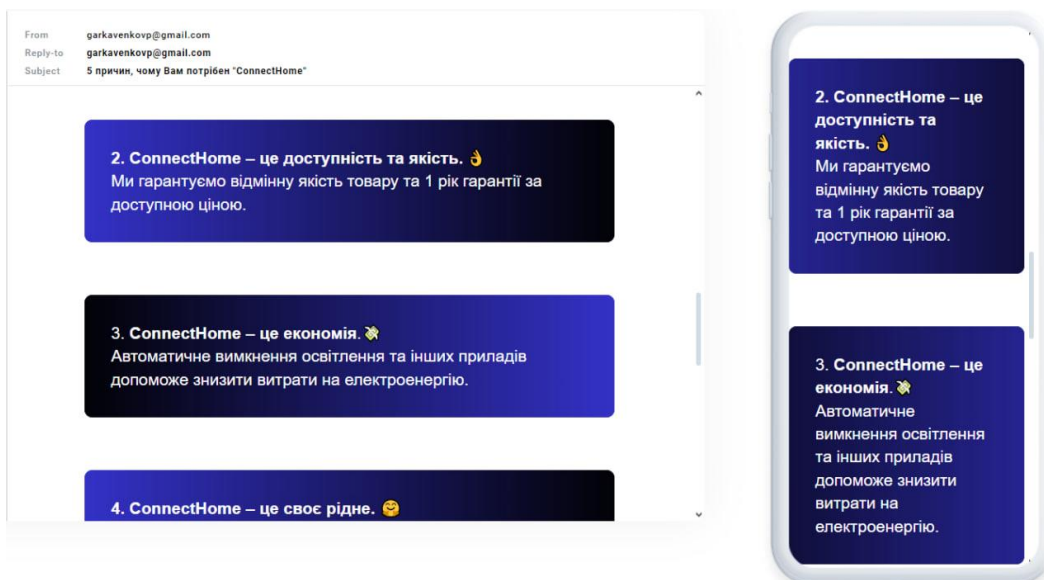 From garkavenkovp@gmail.com
Reply-to garkavenkovp@gmail.com
Subject 5 причин, чому Вам потрібен "ConnectHome"
2. ConnectHome – це доступність та якість. 👌
Ми гарантуємо відмінну якість товару та 1 рік гарантії за
доступною ціною.
3. ConnectHome – це економія. 💸
Автоматичне вимкнення освітлення та інших приладів
допоможе знизити витрати на електроенергію.
4. ConnectHome – це своє рідне. 🤗
2. ConnectHome – це
доступність та
якість. 👌
Ми гарантуємо
відмінну якість товару
та 1 рік гарантії за
доступною ціною.
3. ConnectHome – це
економія. 💸
Автоматичне
вимкнення освітлення
та інших приладів
допоможе знизити
витрати на
електроенергію.